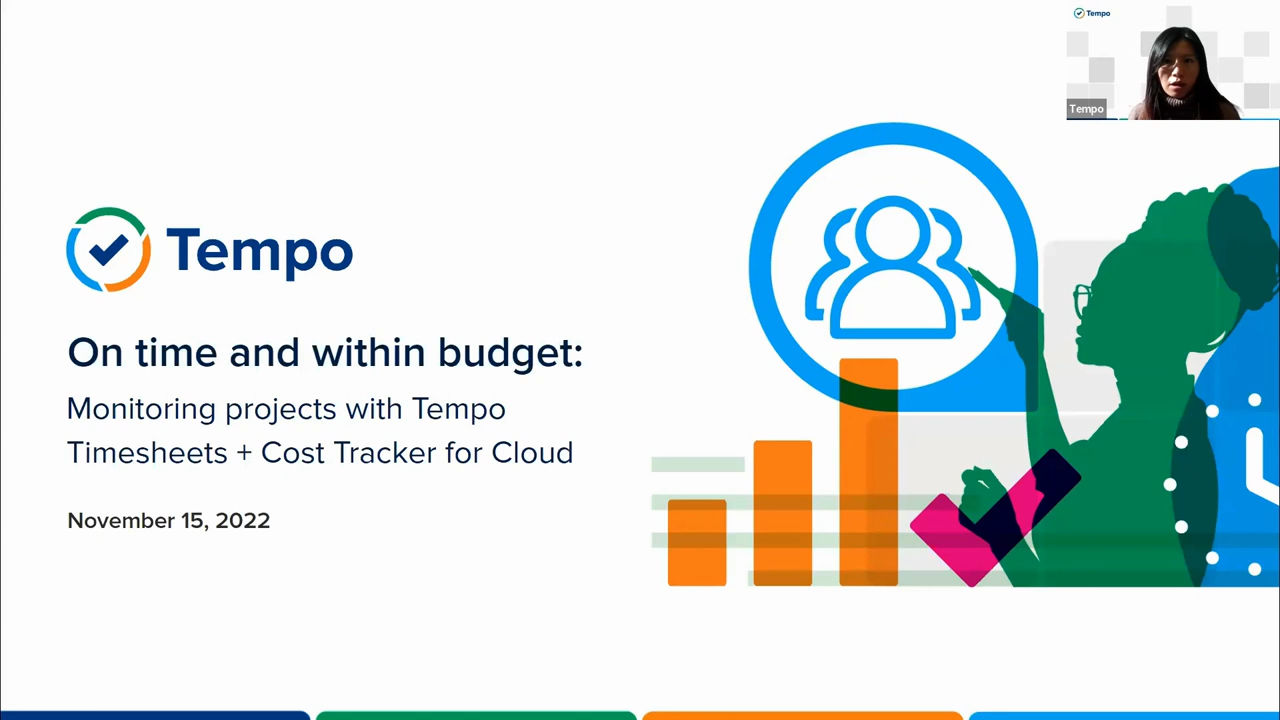 Tempo
Tempo
Tempo
On time and within budget:
Monitoring projects with Tempo
Timesheets + Cost Tracker for Cloud
November 15, 2022